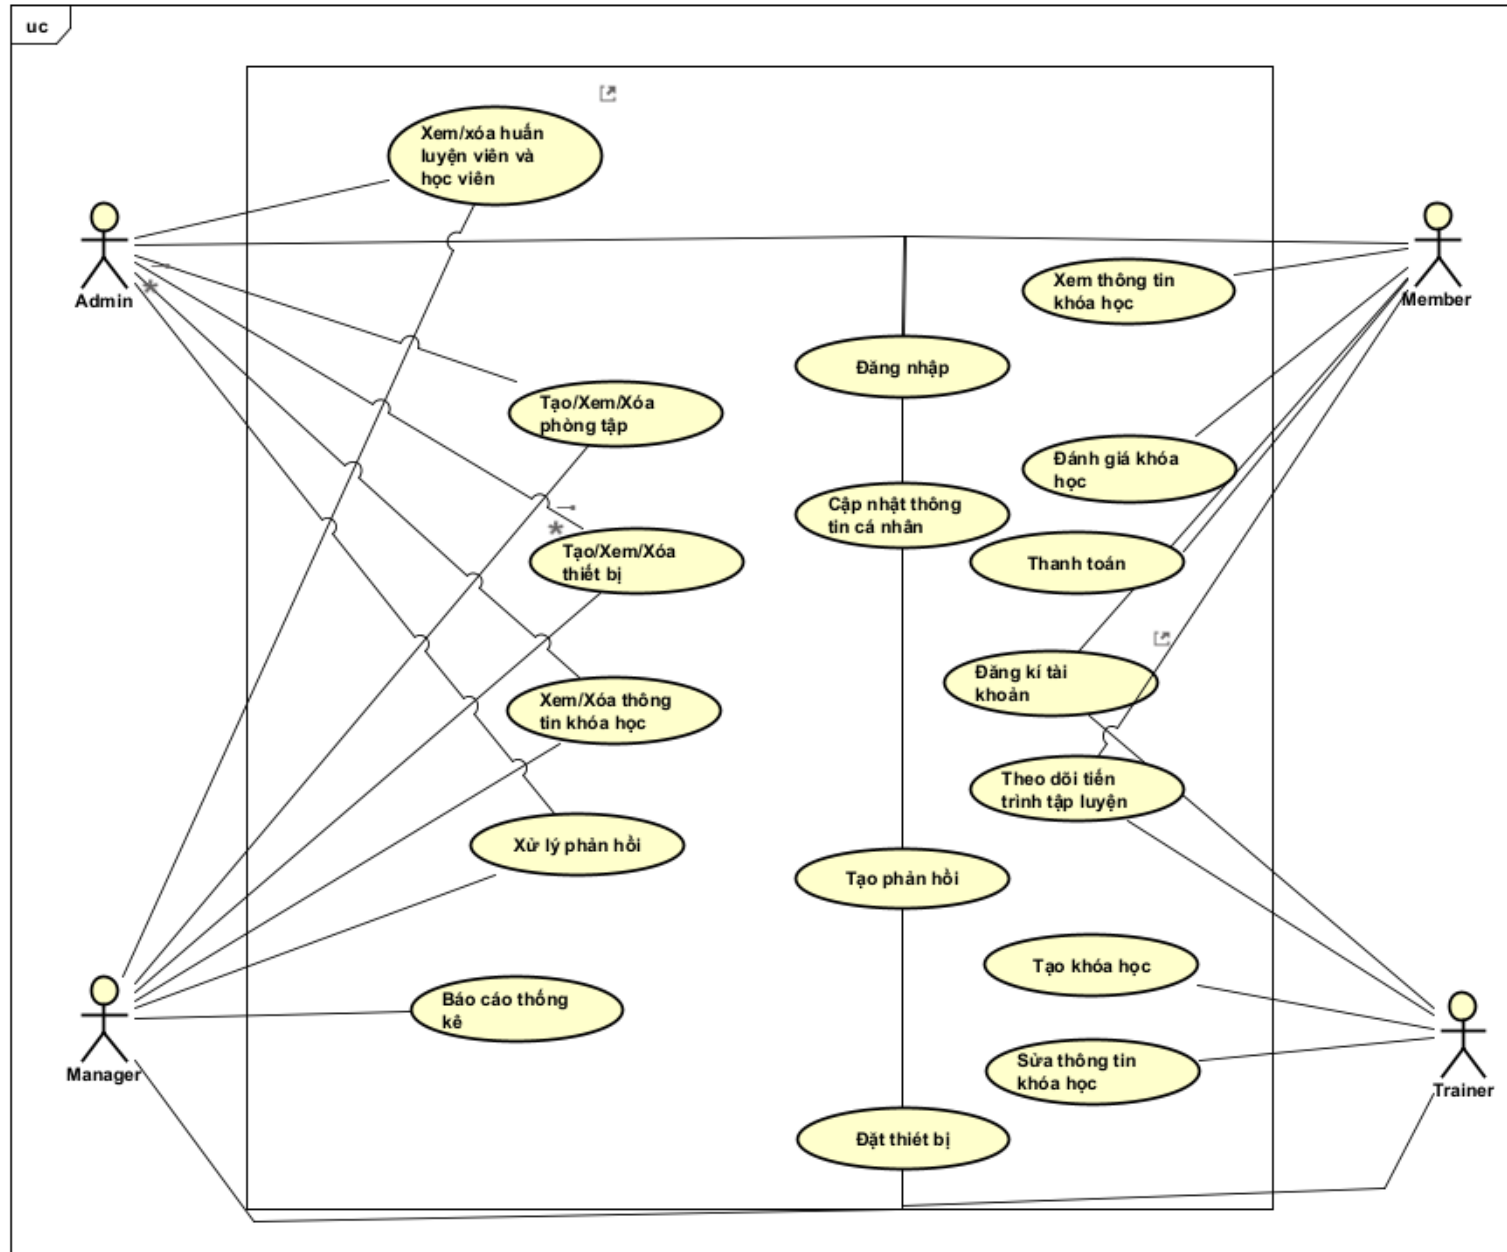 uc
Xem/xóa huấn
luyện viên và
học viên
Admin
Member
Xem thông tin
khóa học
Đăng nhập
Tạo/Xem/Xóa
phòng tập
Đánh giá khóa
học
Cập nhật thông
tin cá nhân
Tạo/Xem/Xóa
thiết bị
Thanh toán
Đăng kí tài
khoản
Xem/Xóa thông
tin khóa học
Theo dõi tiến
trình tập luyện
Xử lý phản hồi
Tạo phản hồi
Tạo khóa học
Báo cáo thống
kê
Manager
Sửa thông tin
khóa học
Trainer
Đặt thiét bị